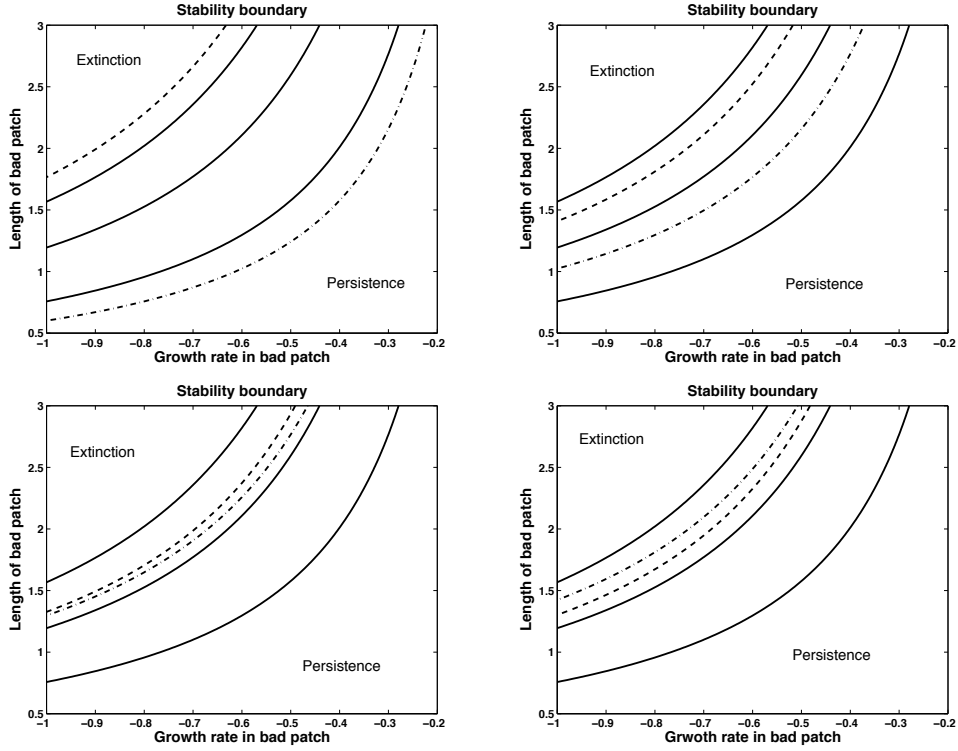 Stability boundary
3
2.5
2
1.5
1
0.5
Length of bad patch
Extinction
Persistence
−1 −0.9 −0.8 −0.7 −0.6 −0.5 −0.4 −0.3 −0.2
Growth rate in bad patch
Stability boundary
3
2.5
2
1.5
1
0.5
Length of bad patch
Extinction
Persistence
−1 −0.9 −0.8 −0.7 −0.6 −0.5 −0.4 −0.3 −0.2
Growth rate in bad patch
Stability boundary
3
2.5
2
1.5
1
0.5
Length of bad patch
Extinction
Persistence
−1 −0.9 −0.8 −0.7 −0.6 −0.5 −0.4 −0.3 −0.2
Growth rate in bad patch
Stability boundary
3
2.5
2
1.5
1
0.5
Length of bad patch
Extinction
Persistence
−1 −0.9 −0.8 −0.7 −0.6 −0.5 −0.4 −0.3 −0.2
Growth rate in bad patch